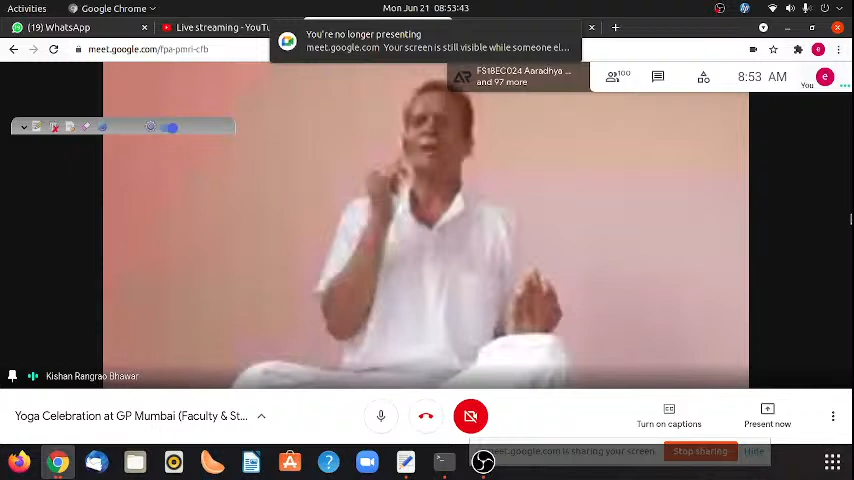 Activities
Google Chrome
Mon Jun 21 08:53:43
(19) WhatsApp
Live streaming - YouTu
You're no longer presenting
meet.google.com Your screen is still visible while someone el...
meet.google.com/fpa-pmri-cfb
FS18EC024 Aaradhya ...
and 97 more
100
8:53 AM
You
e
Kishan Rangrao Bhawar
Yoga Celebration at GP Mumbai (Faculty & St...
Turn on captions
Present now
meet.google.com is sharing your screen.
Stop sharing
Hide